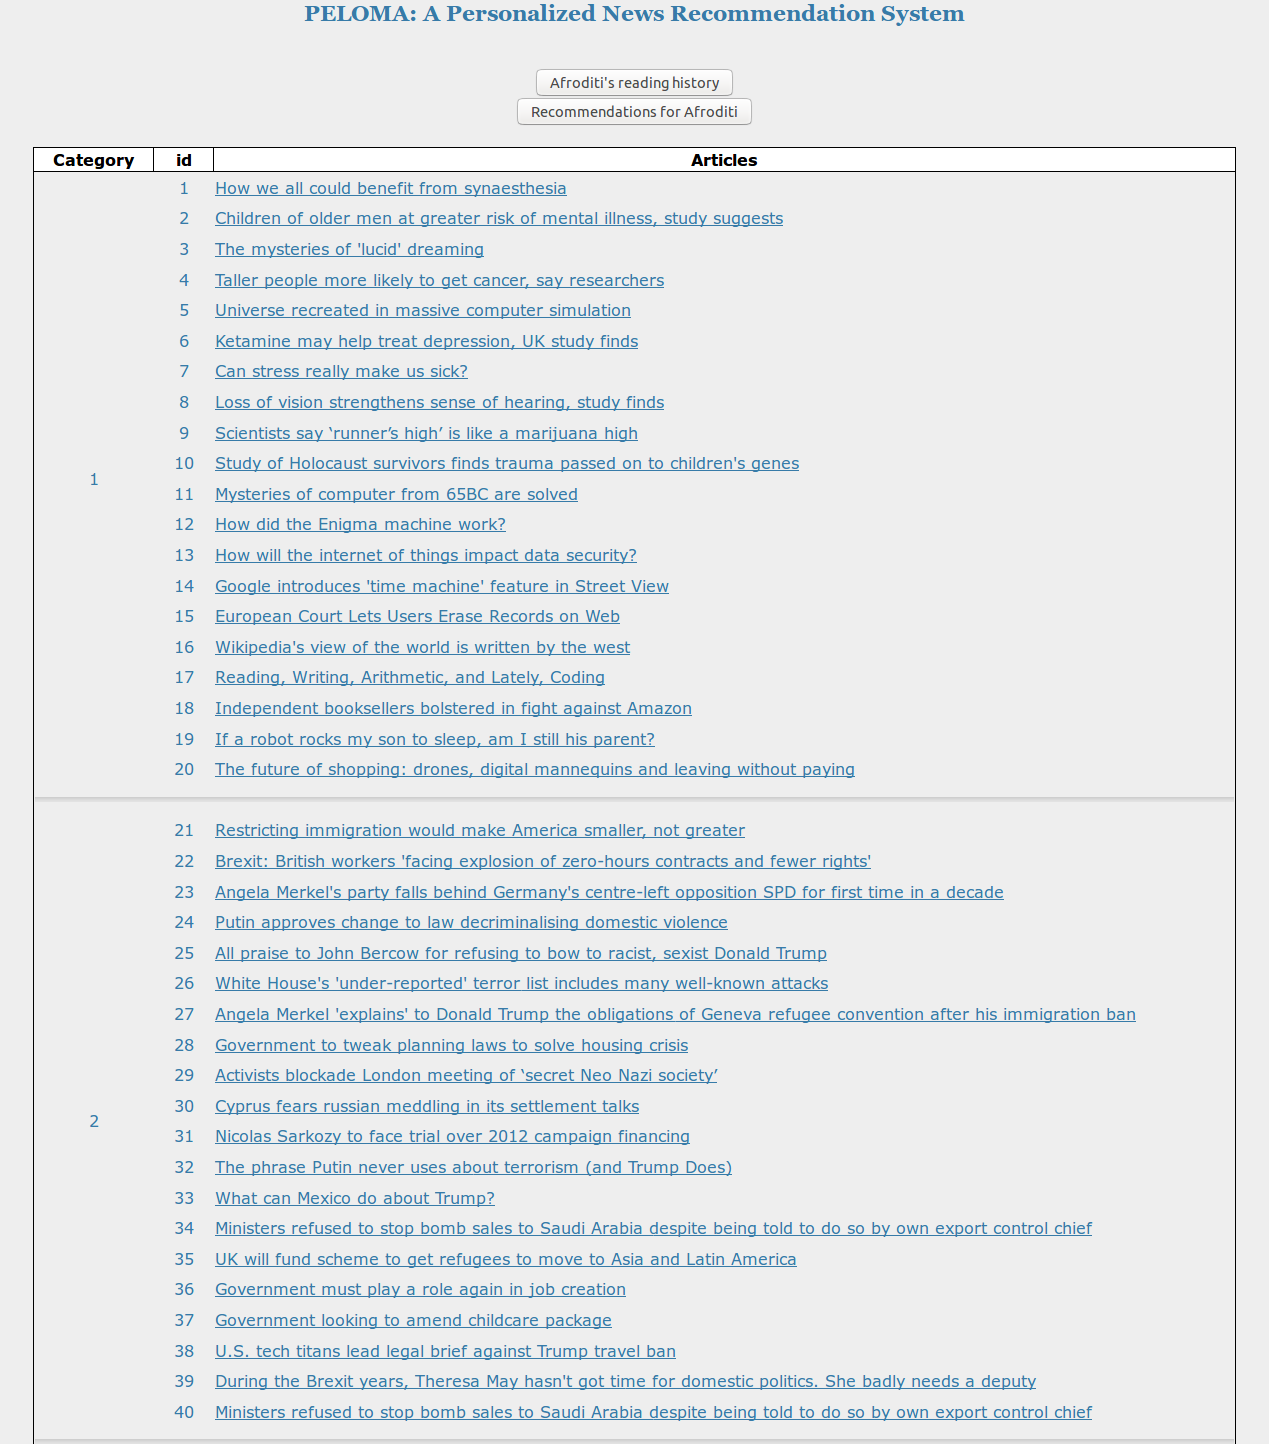 PELOMA: A Personalized News Recommendation System
Afroditi's reading history
Recommendations for Afroditi
Category id Articles
1
1 How we all could benefit from synaesthesia
2 Children of older men at greater risk of mental illness, study suggests
3 The mysteries of 'lucid' dreaming
4 Taller people more likely to get cancer, say researchers
5 Universe recreated in massive computer simulation
6 Ketamine may help treat depression, UK study finds
7 Can stress really make us sick?
8 Loss of vision strengthens sense of hearing, study finds
9 Scientists say ‘runner’s high’ is like a marijuana high
10 Study of Holocaust survivors finds trauma passed on to children's genes
11 Mysteries of computer from 65BC are solved
12 How did the Enigma machine work?
13 How will the internet of things impact data security?
14 Google introduces 'time machine' feature in Street View
15 European Court Lets Users Erase Records on Web
16 Wikipedia's view of the world is written by the west
17 Reading, Writing, Arithmetic, and Lately, Coding
18 Independent booksellers bolstered in fight against Amazon
19 If a robot rocks my son to sleep, am I still his parent?
20 The future of shopping: drones, digital mannequins and leaving without paying
2
21 Restricting immigration would make America smaller, not greater
22 Brexit: British workers 'facing explosion of zero-hours contracts and fewer rights'
23 Angela Merkel's party falls behind Germany's centre-left opposition SPD for first time in a decade
24 Putin approves change to law decriminalising domestic violence
25 All praise to John Bercow for refusing to bow to racist, sexist Donald Trump
26 White House's 'under-reported' terror list includes many well-known attacks
27 Angela Merkel 'explains' to Donald Trump the obligations of Geneva refugee convention after his immigration ban
28 Government to tweak planning laws to solve housing crisis
29 Activists blockade London meeting of ‘secret Neo Nazi society’
30 Cyprus fears russian meddling in its settlement talks
31 Nicolas Sarkozy to face trial over 2012 campaign financing
32 The phrase Putin never uses about terrorism (and Trump Does)
33 What can Mexico do about Trump?
34 Ministers refused to stop bomb sales to Saudi Arabia despite being told to do so by own export control chief
35 UK will fund scheme to get refugees to move to Asia and Latin America
36 Government must play a role again in job creation
37 Government looking to amend childcare package
38 U.S. tech titans lead legal brief against Trump travel ban
39 During the Brexit years, Theresa May hasn't got time for domestic politics. She badly needs a deputy
40 Ministers refused to stop bomb sales to Saudi Arabia despite being told to do so by own export control chief